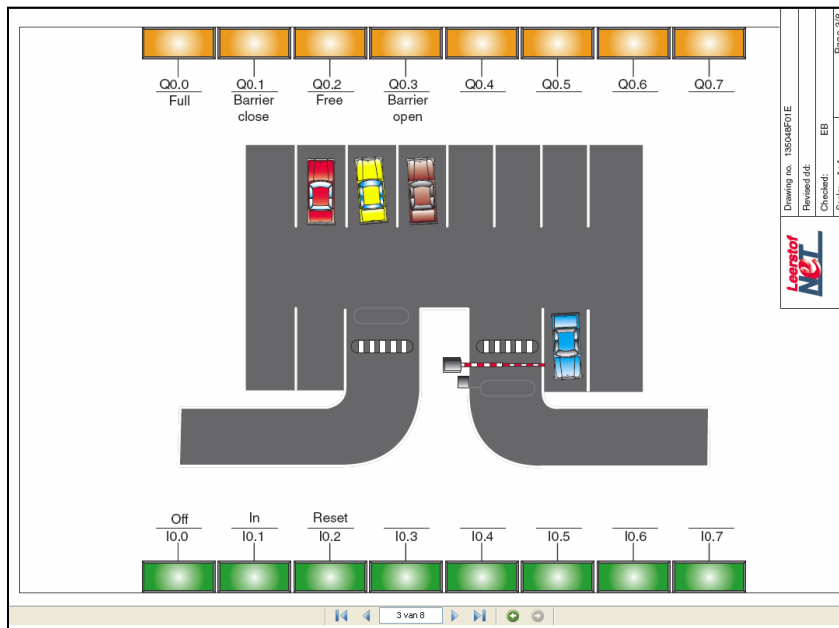 Q0.0 Q0.1 Q0.2 Q0.3 Q0.4 Q0.5 Q0.6 Q0.7
Full Barrier Free Barrier
close open
Off In Reset
I0.0 I0.1 I0.2 I0.3 I0.4 I0.5 I0.6 I0.7
Drawing no. 135048F01E
Revised dd:
Checked: EB
Leerstof
NeT
3 van 8